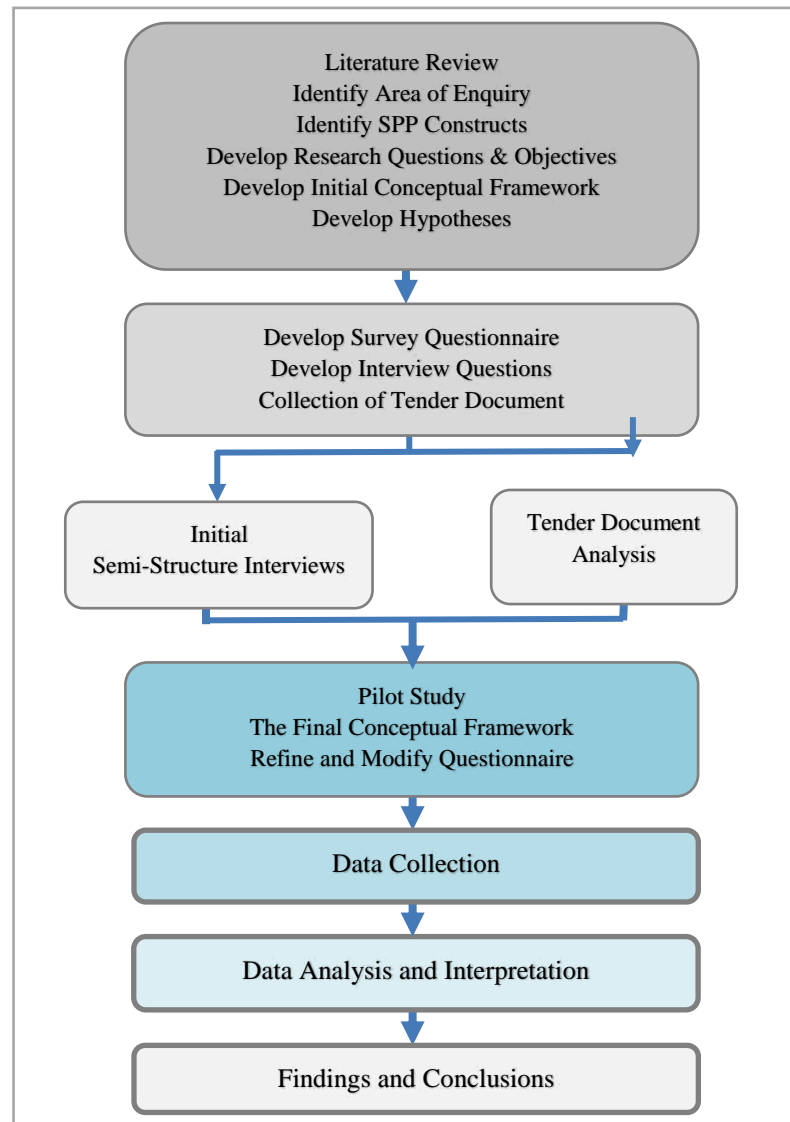 Literature Review
Identify Area of Enquiry
Identify SPP Constructs
Develop Research Questions & Objectives
Develop Initial Conceptual Framework
Develop Hypotheses
Develop Survey Questionnaire
Develop Interview Questions
Collection of Tender Document
Initial
Semi-Structure Interviews
Tender Document
Analysis
Pilot Study
The Final Conceptual Framework
Refine and Modify Questionnaire
Data Collection
Data Analysis and Interpretation
Findings and Conclusions